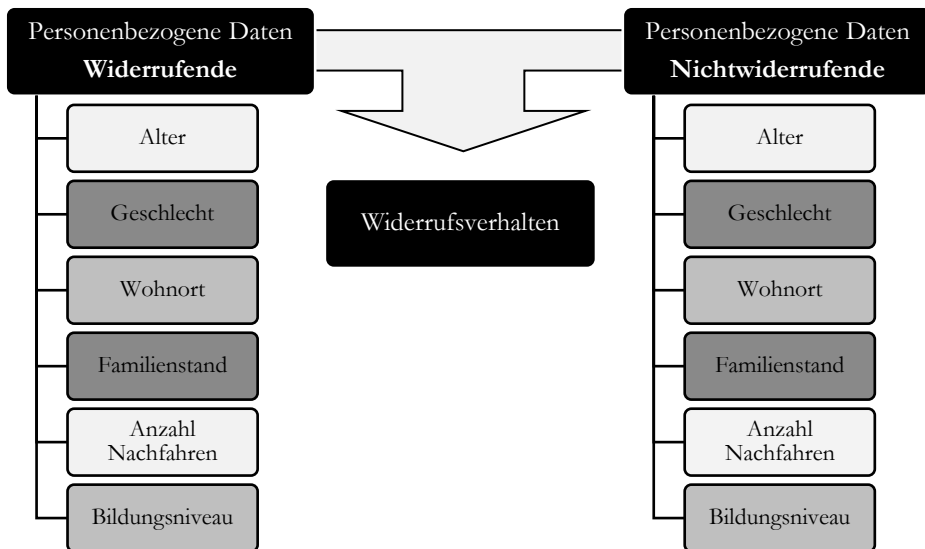 Personenbezogene Daten
Widerrufende
Alter
Geschlecht
Wohnort
Familienstand
Anzahl
Nachfahren
Bildungsniveau
Widerrufsverhalten
Personenbezogene Daten
Nichtwiderrufende
Alter
Geschlecht
Wohnort
Familienstand
Anzahl
Nachfahren
Bildungsniveau